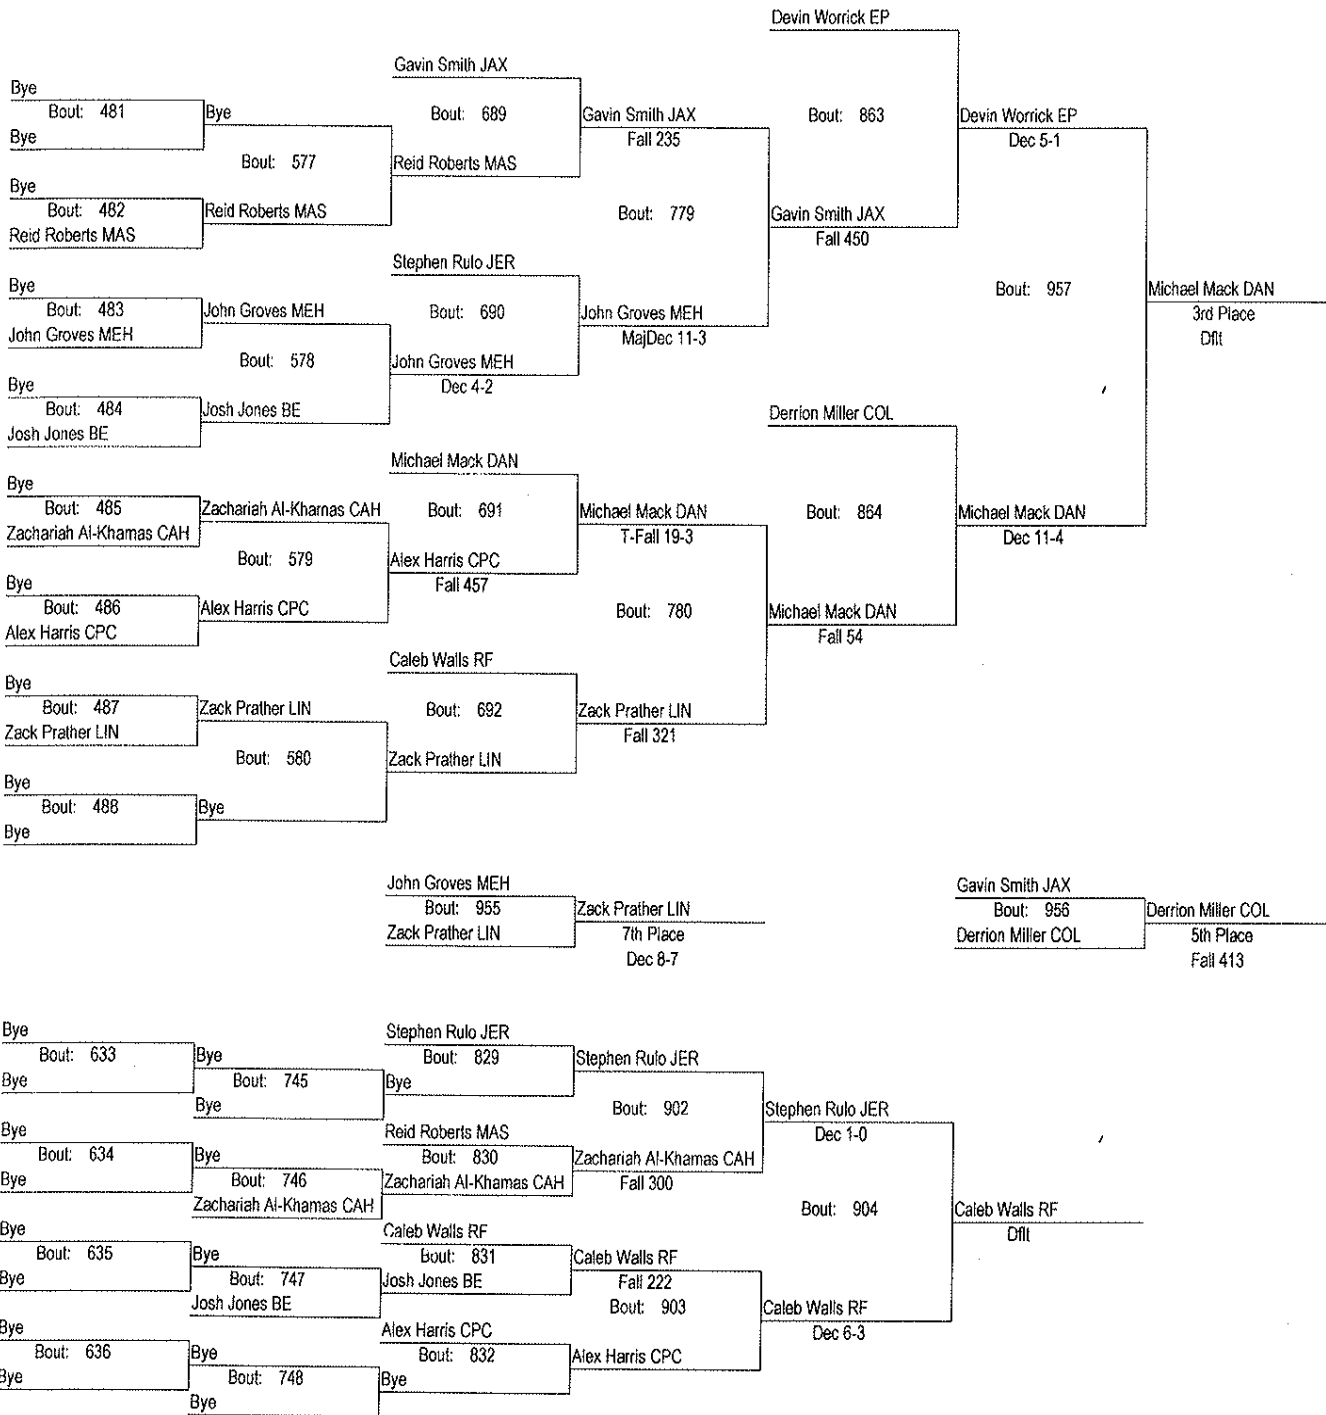 Devin Worrick EP
Gavin Smith JAX
Bye
Bout: 481
Bye
Bout: 689
Gavin Smith JAX
Bout: 863
Devin Worrick EP
Bye
Fall 235
Dec 5-1
Bout: 577
Reid Roberts MAS
Bye
Bout: 482
Reid Roberts MAS
Bout: 779
Gavin Smith JAX
Reid Roberts MAS
Fall 450
Stephen Rulo JER
Bye
Bout: 957
Michael Mack DAN
Bout: 483
John Groves MEH
Bout: 690
John Groves MEH
3rd Place
John Groves MEH
MajDec 11-3
Dflt
Bout: 578
John Groves MEH
Bye
Dec 4-2
Bout: 484
Josh Jones BE
Derrion Miller COL
Josh Jones BE
Michael Mack DAN
Bye
Bout: 485
Zachariah Al-Khamas CAH
Bout: 691
Michael Mack DAN
Bout: 864
Michael Mack DAN
Zachariah Al-Khamas CAH
T-Fall 19-3
Dec 11-4
Bout: 579
Alex Harris CPC
Bye
Fall 457
Bout: 486
Alex Harris CPC
Bout: 780
Michael Mack DAN
Alex Harris CPC
Fall 54
Caleb Walls RF
Bye
Bout: 487
Zack Prather LIN
Bout: 692
Zack Prather LIN
Zack Prather LIN
Fall 321
Bout: 580
Zack Prather LIN
Bye
Bout: 488
Bye
Bye
John Groves MEH
Gavin Smith JAX
Bout: 955
Zack Prather LIN
Bout: 956
Derrion Miller COL
Zack Prather LIN
7th Place
Derrion Miller COL
5th Place
Dec 8-7
Fall 413
Bye
Stephen Rulo JER
Bout: 633
Bye
Bout: 829
Stephen Rulo JER
Bye
Bout: 745
Bye
Bye
Bout: 902
Stephen Rulo JER
Bye
Reid Roberts MAS
Dec 1-0
Bout: 634
Bye
Bout: 830
Zachariah Al-Khamas CAH
Bye
Bout: 746
Zachariah Al-Khamas CAH
Fall 300
Zachariah Al-Khamas CAH
Bout: 904
Caleb Walls RF
Bye
Caleb Walls RF
Dflt
Bout: 635
Bye
Bout: 831
Caleb Walls RF
Bye
Bout: 747
Josh Jones BE
Fall 222
Josh Jones BE
Bout: 903
Caleb Walls RF
Bye
Alex Harris CPC
Dec 6-3
Bout: 636
Bye
Bout: 832
Alex Harris CPC
Bye
Bout: 748
Bye
Bye